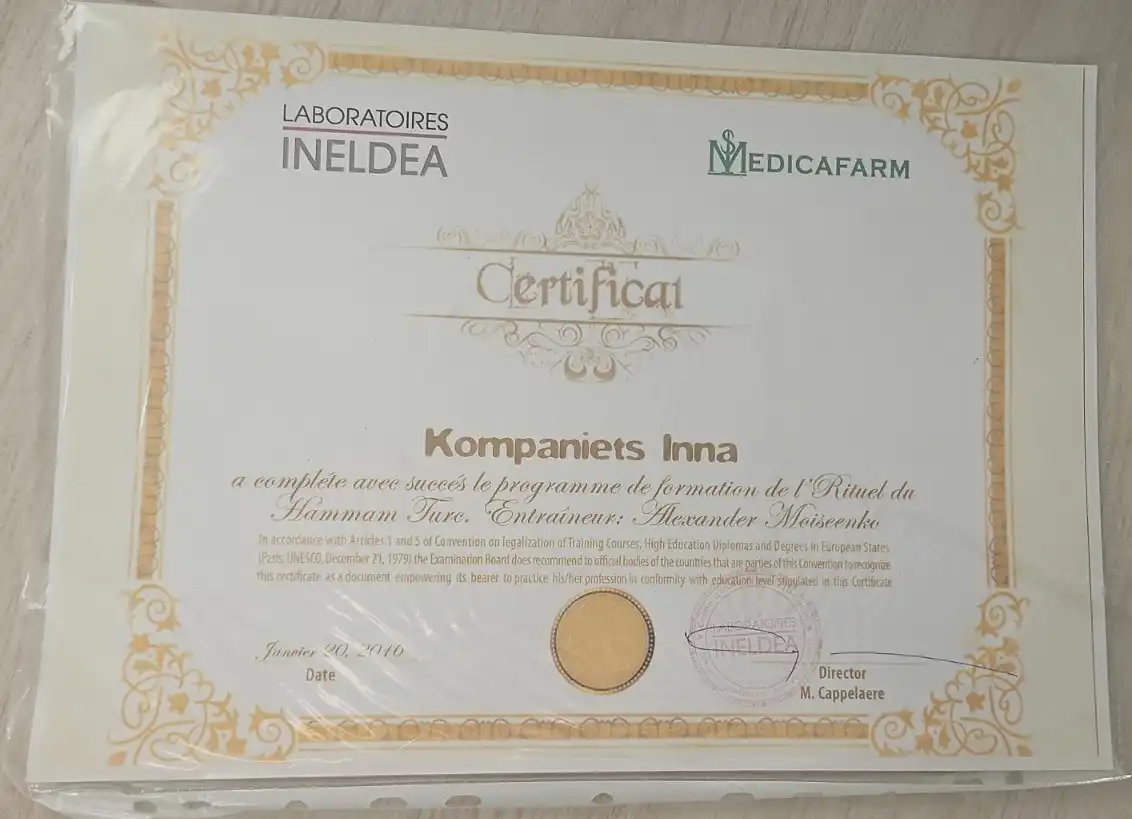 LABORATOIRES
INELDEA
MEDICAFARM
Certificat
Kompaniets Inna
a complète avec succés le programme de formation de l'Rituel du
Hammam Turc. Entraîneur: Alexander Moiseenko
In accordance with Articles 1 and 5 of Convention on legalization of Training Courses, High Education Diplomas and Degrees in European States
(Paris, UNESCO, December 21, 1979) the Examination Board does recommend to official bodies of the countries that are parties of this Convention to recognize
this certificate as a document empowering its bearer to practice his/her profession in conformity with education level stipulated in this Certificate
LABORATOIRES
INELDEA
Janvier 20, 2016
Date
Director
M. Cappelaere